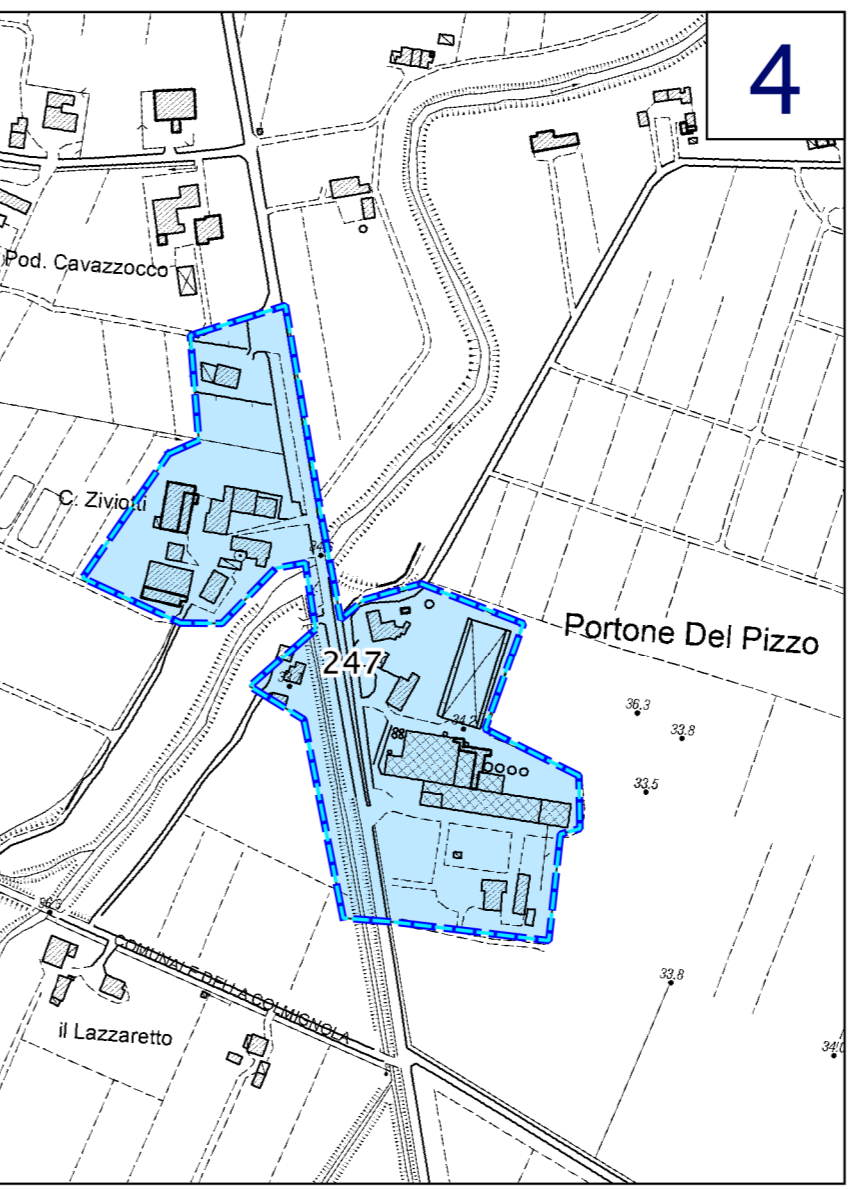 4
Pod. Cavazzocco
C. Ziviotti
Portone Del Pizzo
247
34.2
36.3
33.8
33.5
33.8
COMUNALE DELLA COLMIGNOLA
il Lazzaretto